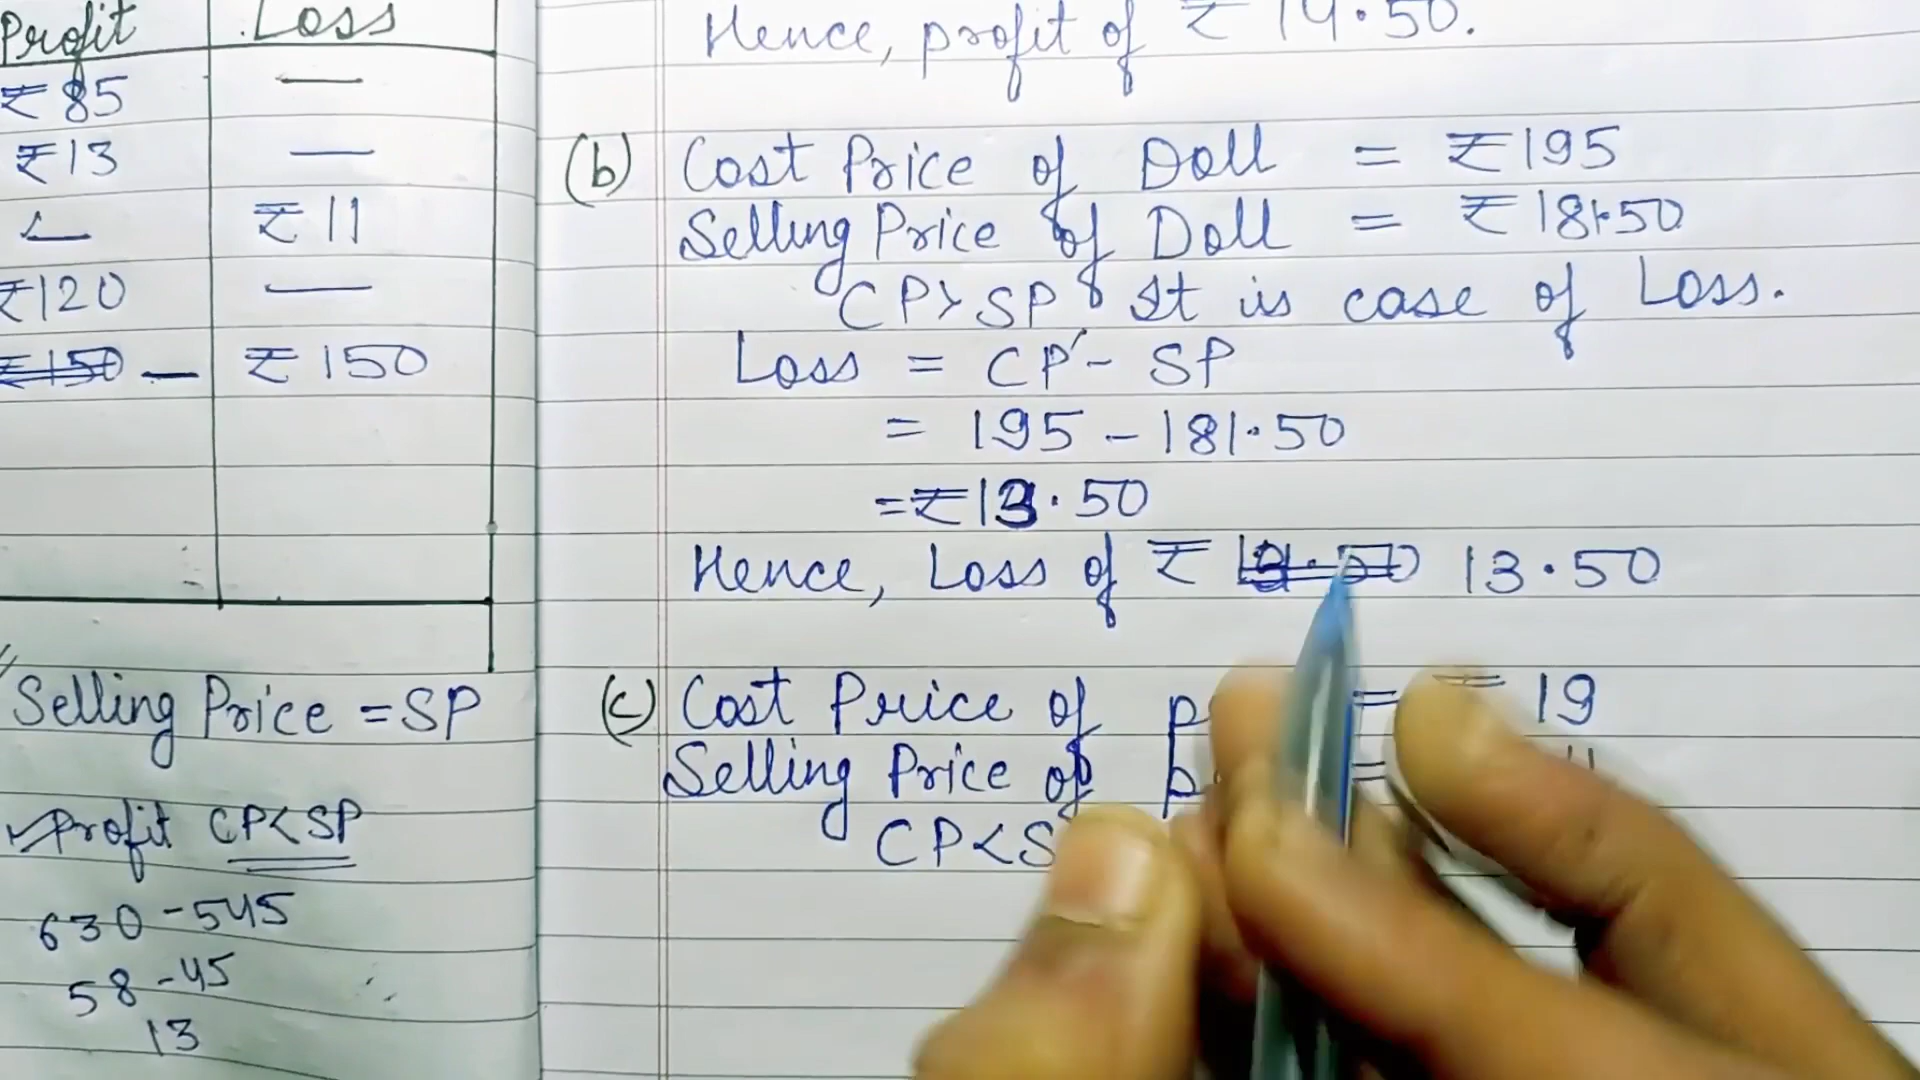 Profit Loss
₹85 —
₹13 —
— ₹11
₹120 —
₹150 — ₹150
Selling Price = SP
Profit CP<SP
630-545
58-45
13
Hence, profit of ₹ 14.50.
(b) Cost Price of Doll = ₹195
Selling Price of Doll = ₹181.50
CP>SP It is case of Loss.
Loss = CP - SP
= 195 - 181.50
= ₹13.50
Hence, Loss of ₹ 13.50
(c) Cost Price of = ₹ 19
Selling Price of =
CP<S